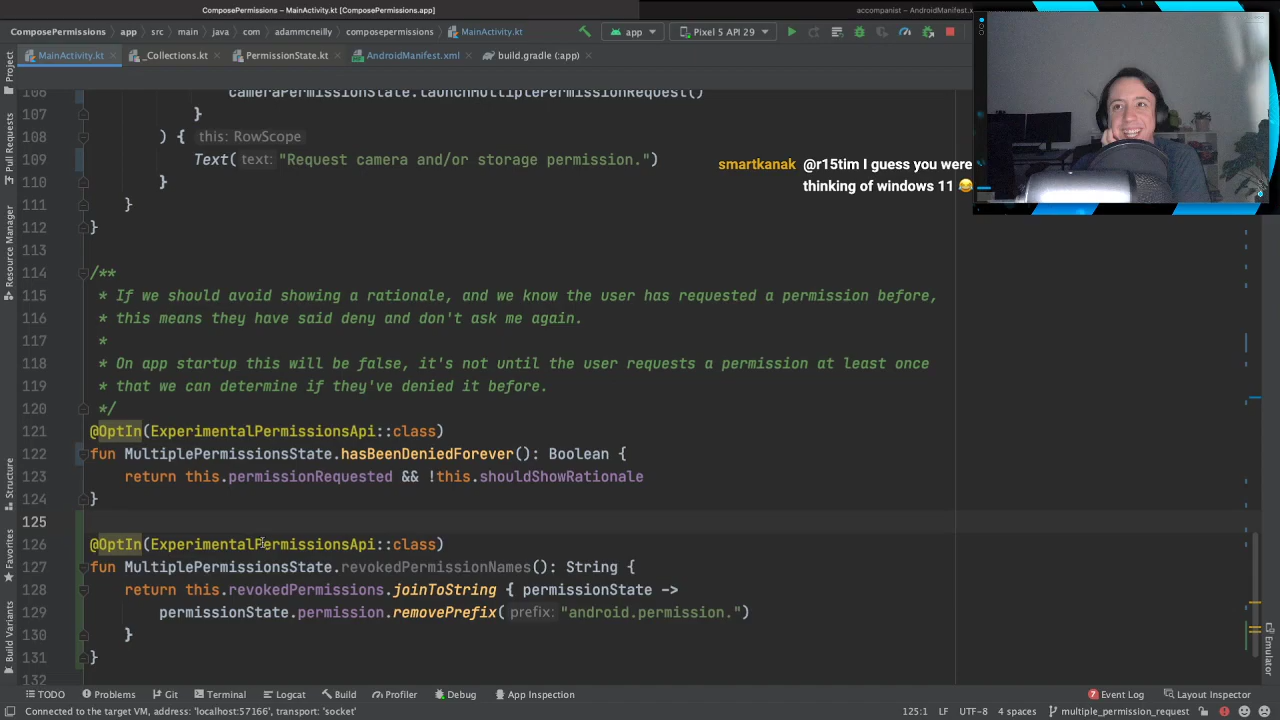 ComposePermissions – MainActivity.kt [ComposePermissions.app]
accompanist – AndroidManifest.x
ComposePermissions app src main java com adammcneilly composepermissions MainActivity.kt app Pixel 5 API 29
MainActivity.kt _Collections.kt PermissionState.kt AndroidManifest.xml build.gradle (:app)
Project
Pull Requests
Resource Manager
Structure
Favorites
Build Variants
106 cameraPermissionState.launchMultiplePermissionRequest()
107 }
108 ) { this: RowScope
109 Text( text: "Request camera and/or storage permission.")
110 }
111 }
112 }
113
114 /**
115 * If we should avoid showing a rationale, and we know the user has requested a permission before,
116 * this means they have said deny and don't ask me again.
117 *
118 * On app startup this will be false, it's not until the user requests a permission at least once
119 * that we can determine if they've denied it before.
120 */
121 @OptIn(ExperimentalPermissionsApi::class)
122 fun MultiplePermissionsState.hasBeenDeniedForever(): Boolean {
123 return this.permissionRequested && !this.shouldShowRationale
124 }
125
126 @OptIn(ExperimentalPermissionsApi::class)
127 fun MultiplePermissionsState.revokedPermissionNames(): String {
128 return this.revokedPermissions.joinToString { permissionState ->
129 permissionState.permission.removePrefix( prefix: "android.permission.")
130 }
131 }
132
smartkanak @r15tim I guess you were
thinking of windows 11 😂
Emulator
TODO Problems Git Terminal Logcat Build Profiler Debug App Inspection 7 Event Log Layout Inspector
Connected to the target VM, address: 'localhost:57166', transport: 'socket' 125:1 LF UTF-8 4 spaces multiple_permission_request